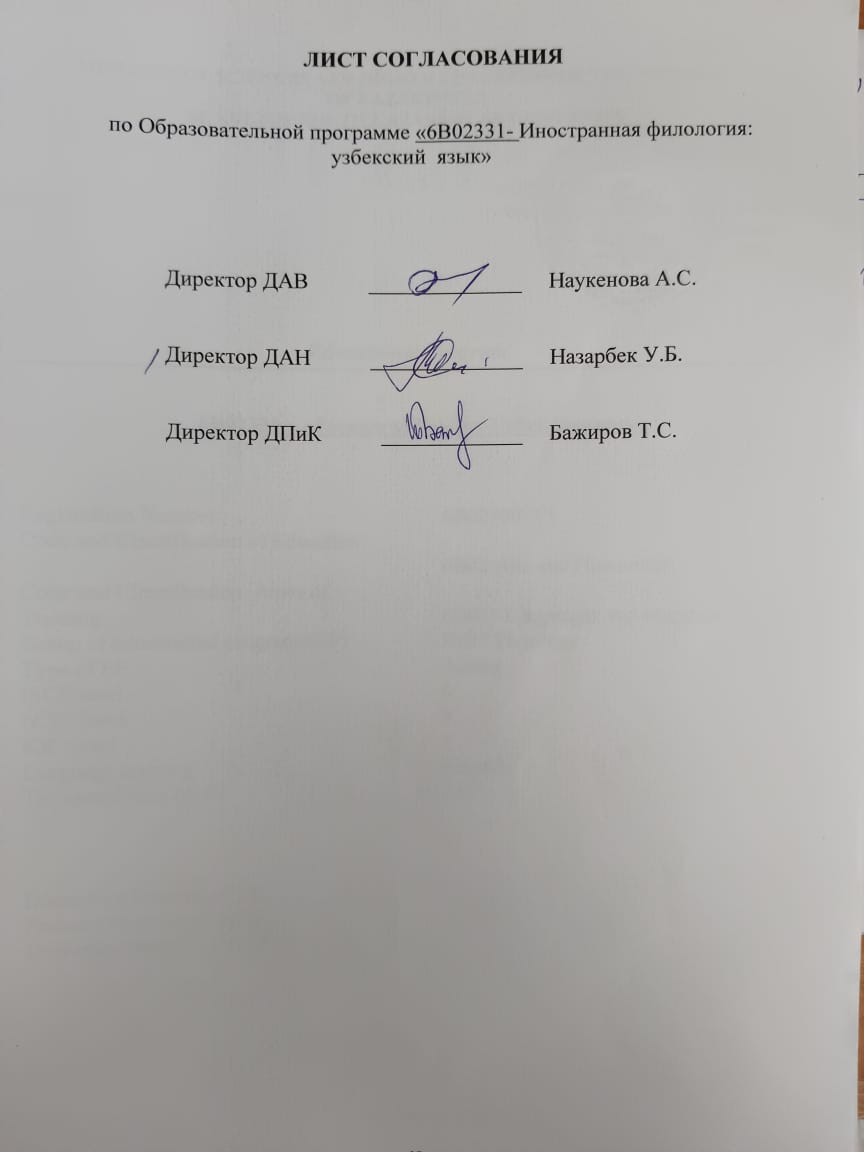 ЛИСТ СОГЛАСОВАНИЯ
по Образовательной программе «6В02331- Иностранная филология:
узбекский язык»
Директор ДАВ Наукенова А.С.
/ Директор ДАН Назарбек У.Б.
Директор ДПиК Бажиров Т.С.